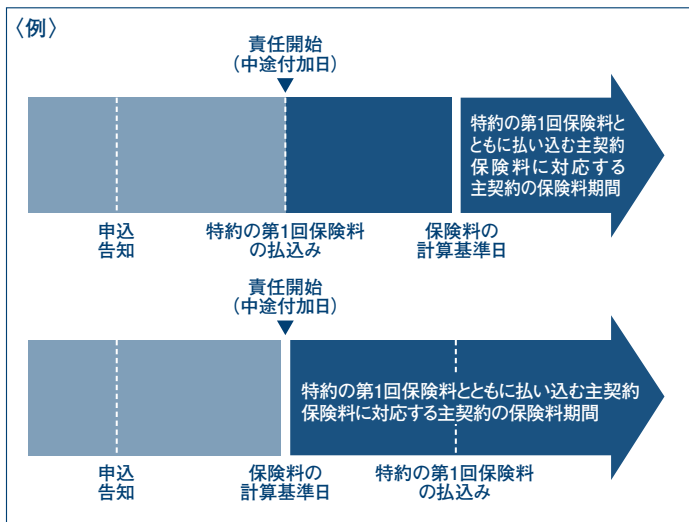 〈例〉
責任開始
（中途付加日）
特約の第1回保険料と
ともに払い込む主契約
保険料に対応する
主契約の保険料期間
申込
告知
特約の第1回保険料
の払込み
保険料の
計算基準日
責任開始
（中途付加日）
特約の第1回保険料とともに払い込む主契約
保険料に対応する主契約の保険料期間
申込
告知
保険料の
計算基準日
特約の第1回保険料
の払込み